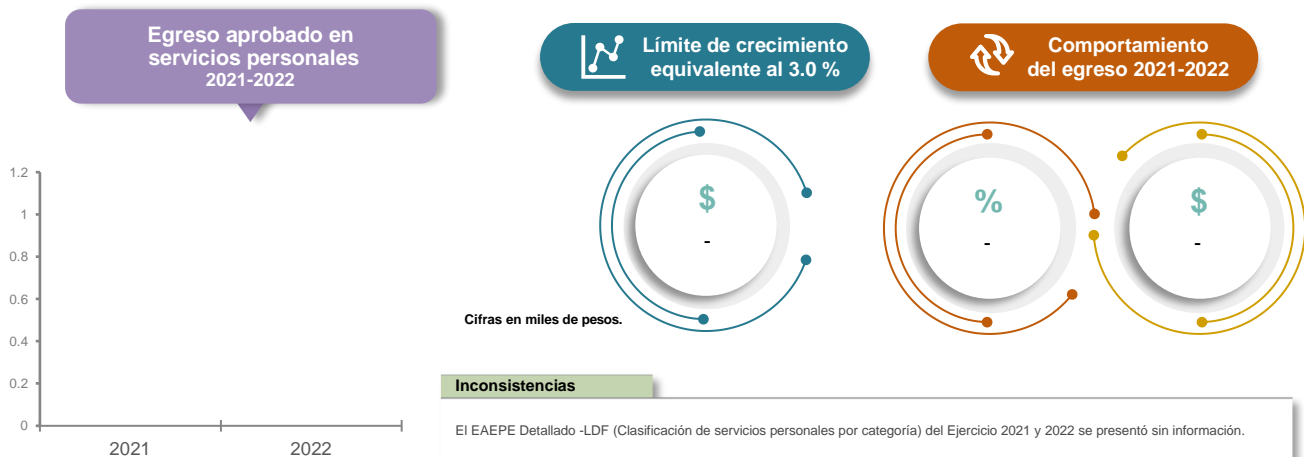 Egreso aprobado en
servicios personales
2021-2022
Límite de crecimiento
equivalente al 3.0 %
Comportamiento
del egreso 2021-2022
1.2
1
0.8
0.6
0.4
0.2
0
2021
2022
$
-
%
-
$
-
Cifras en miles de pesos.
Inconsistencias
El EAEPE Detallado -LDF (Clasificación de servicios personales por categoría) del Ejercicio 2021 y 2022 se presentó sin información.